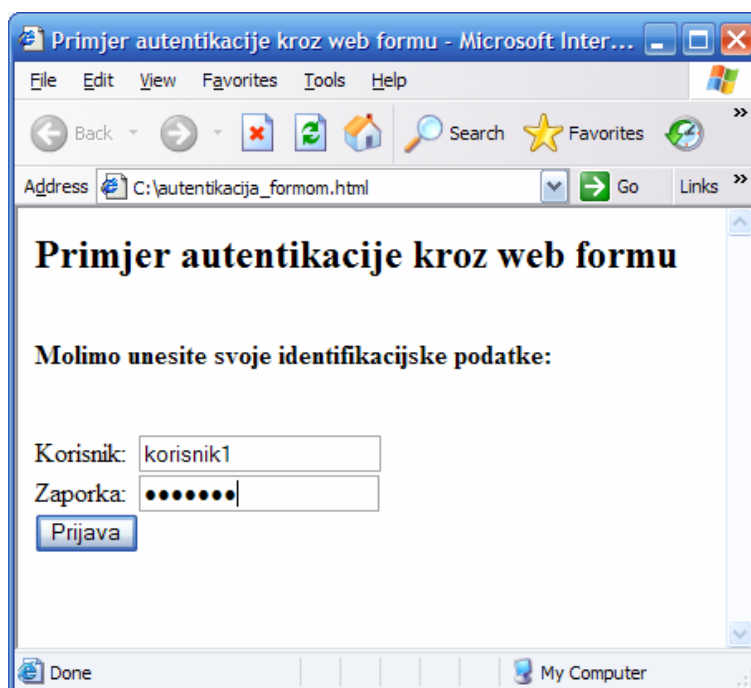 Primjer autentikacije kroz web formu - Microsoft Inter...
File Edit View Favorites Tools Help
Back Search Favorites »
Address C:\autentikacija_formom.html Go Links »
Primjer autentikacije kroz web formu
Molimo unesite svoje identifikacijske podatke:
Korisnik: korisnik1
Zaporka: •••••••
Prijava
Done My Computer